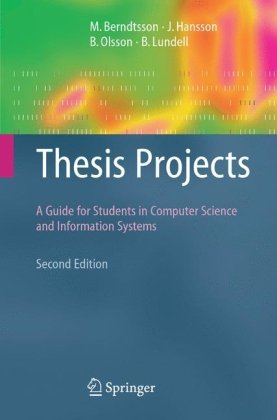 M. Berndtsson · J. Hansson
B. Olsson · B. Lundell
Thesis Projects
A Guide for Students in Computer Science
and Information Systems
Second Edition
Springer